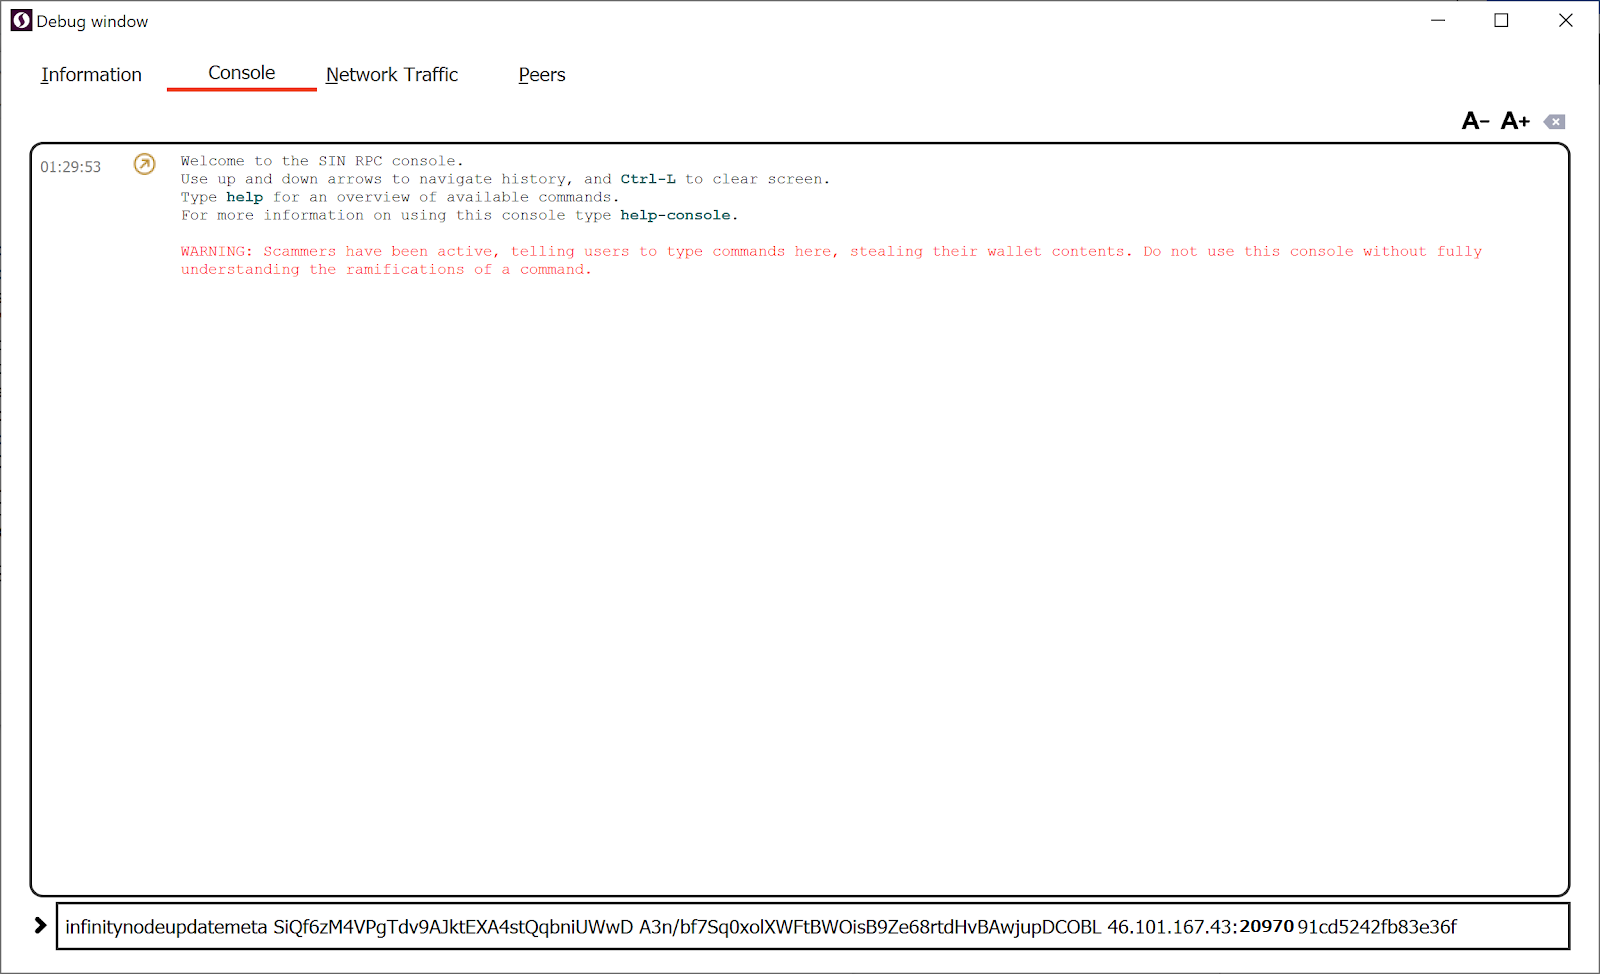 Debug window
Information Console Network Traffic Peers
A- A+
01:29:53 Welcome to the SIN RPC console.
Use up and down arrows to navigate history, and Ctrl-L to clear screen.
Type help for an overview of available commands.
For more information on using this console type help-console.
WARNING: Scammers have been active, telling users to type commands here, stealing their wallet contents. Do not use this console without fully
understanding the ramifications of a command.
infinitynodeupdatemeta SiQf6zM4VPgTdv9AJktEXA4stQqbniUWwD A3n/bf7Sq0xolXWFtBWOisB9Ze68rtdHvBAwjupDCOBL 46.101.167.43:20970 91cd5242fb83e36f